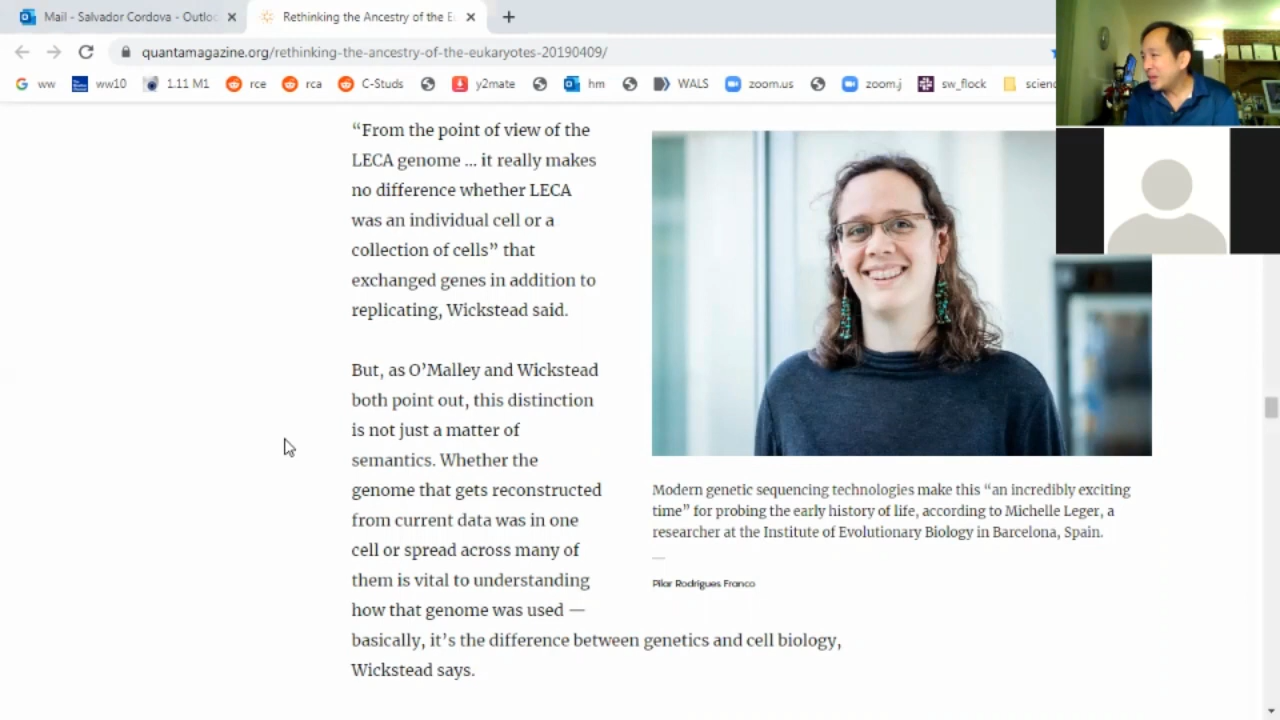 Mail - Salvador Cordova - Outlo
Rethinking the Ancestry of the E
quantamagazine.org/rethinking-the-ancestry-of-the-eukaryotes-20190409/
ww
ww10
1.11 M1
rce
rca
C-Studs
y2mate
hm
WALS
zoom.us
zoom.j
sw_flock
scienc
“From the point of view of the
LECA genome ... it really makes
no difference whether LECA
was an individual cell or a
collection of cells” that
exchanged genes in addition to
replicating, Wickstead said.
But, as O’Malley and Wickstead
both point out, this distinction
is not just a matter of
semantics. Whether the
genome that gets reconstructed
from current data was in one
cell or spread across many of
them is vital to understanding
how that genome was used —
basically, it’s the difference between genetics and cell biology,
Wickstead says.
Modern genetic sequencing technologies make this “an incredibly exciting
time” for probing the early history of life, according to Michelle Leger, a
researcher at the Institute of Evolutionary Biology in Barcelona, Spain.
Pilar Rodrigues Franco